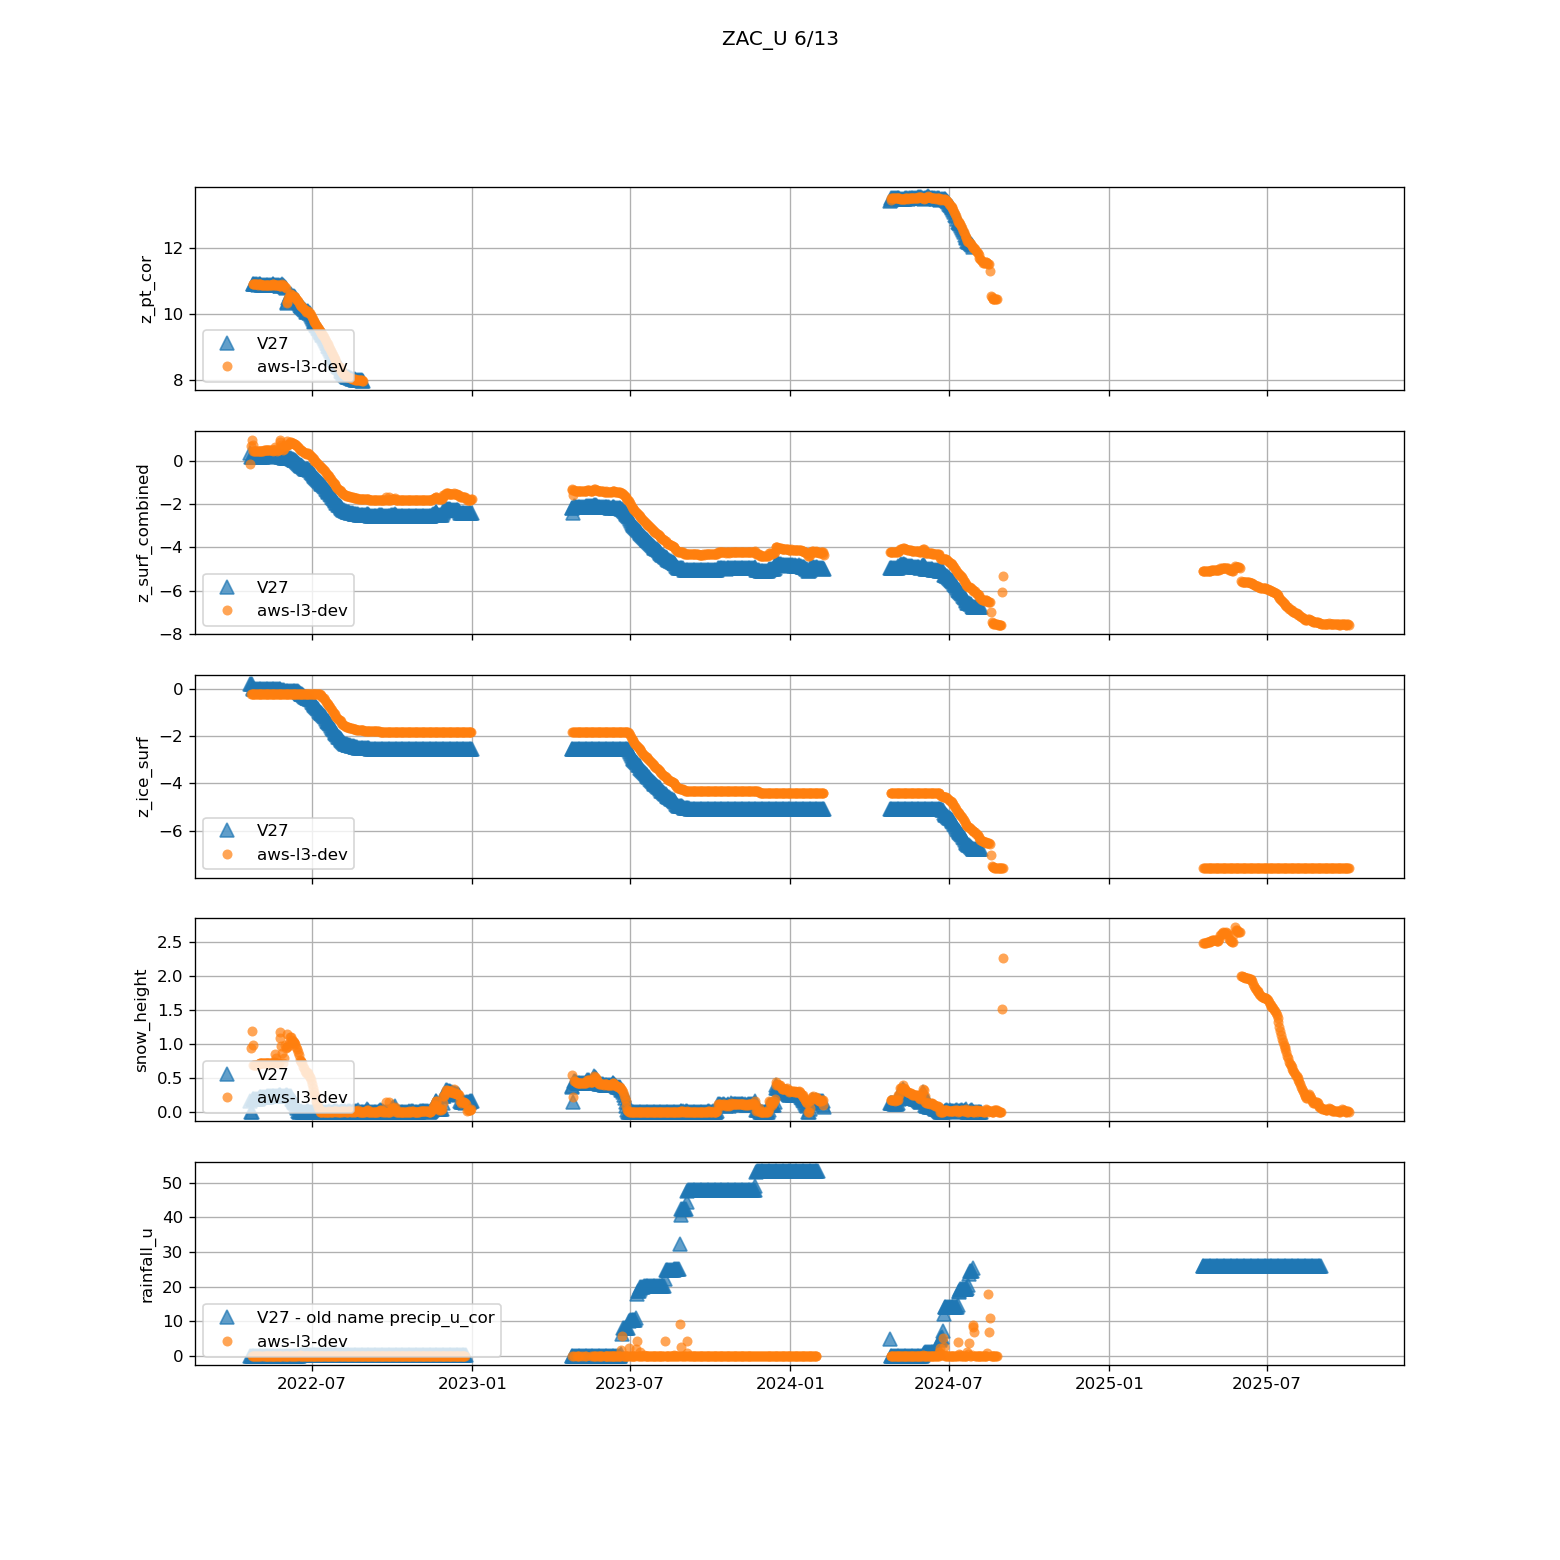 ZAC_U 6/13
z_pt_cor
12
10
8
V27
aws-l3-dev
z_surf_combined
0
−2
−4
−6
−8
V27
aws-l3-dev
z_ice_surf
0
−2
−4
−6
V27
aws-l3-dev
snow_height
2.5
2.0
1.5
1.0
0.5
0.0
V27
aws-l3-dev
rainfall_u
50
40
30
20
10
0
V27 - old name precip_u_cor
aws-l3-dev
2022-07
2023-01
2023-07
2024-01
2024-07
2025-01
2025-07